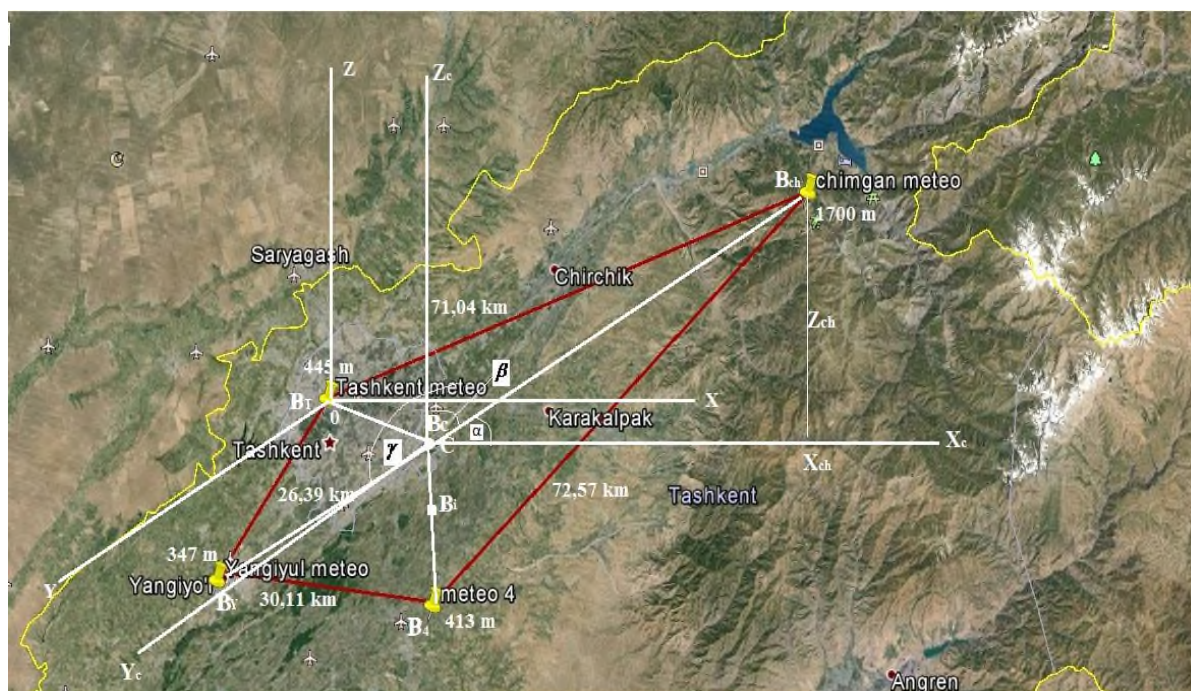 Z
Zc
Bch
chimgan meteo
1700 m
Saryagash
Chirchik
71,04 km
Zch
445 m
Tashkent meteo
β
BT
X
0
Karakalpak
Bc
α
Tashkent
γ
C
Xc
Xch
26,39 km
72,57 km
Tashkent
Bi
347 m
Yangiyul meteo
Yangiyo'l
Y
BY
30,11 km
meteo 4
B4
413 m
Yc
Angren